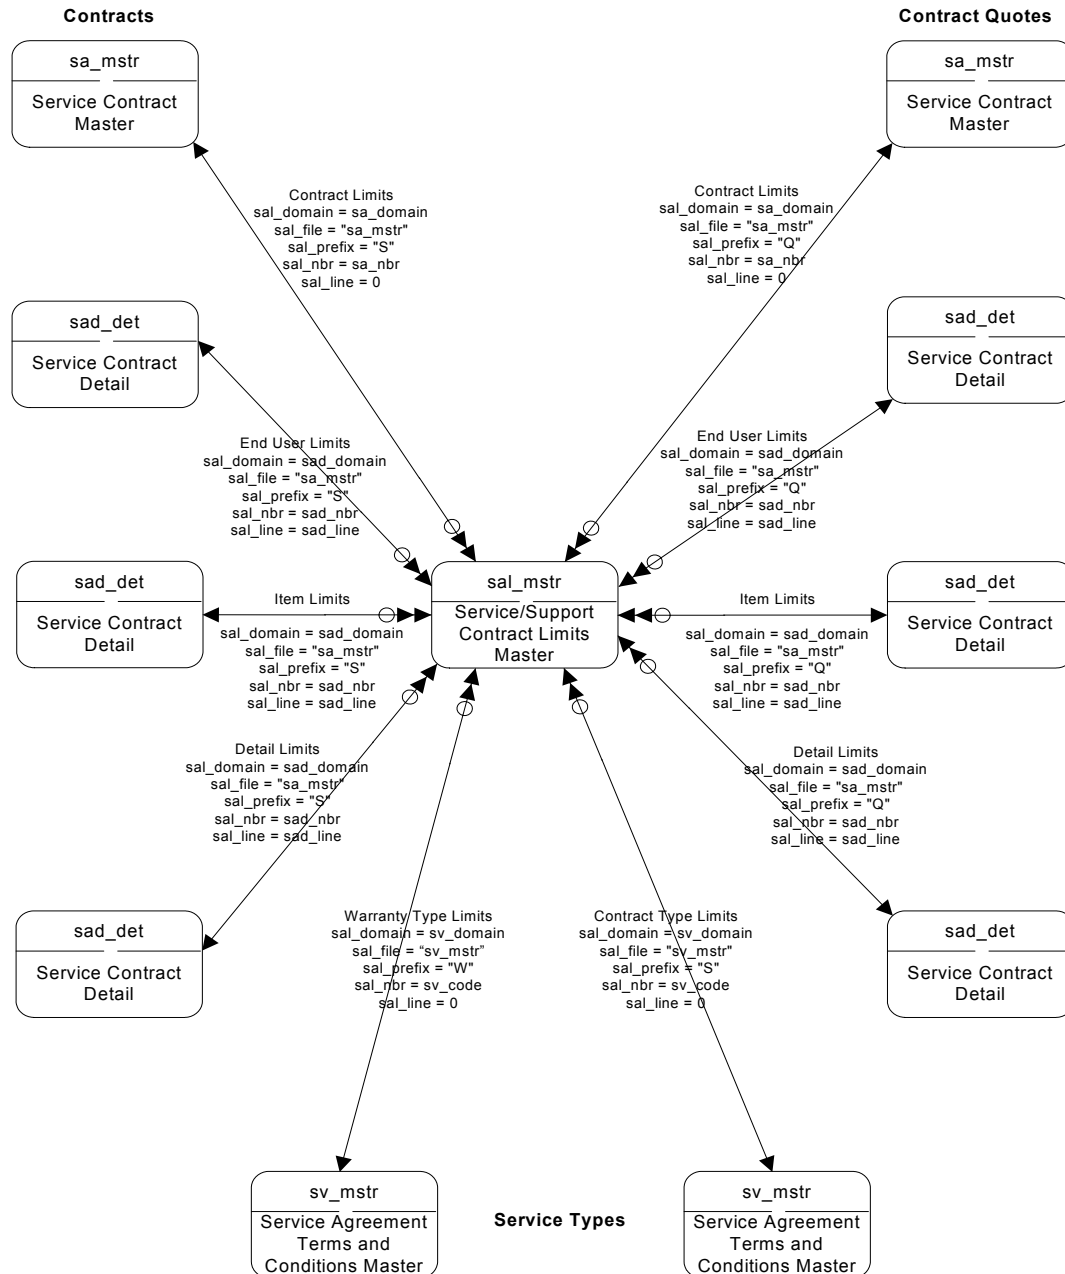 Contracts
Contract Quotes
sa_mstr
Service Contract
Master
sa_mstr
Service Contract
Master
Contract Limits
sal_domain = sa_domain
sal_file = "sa_mstr"
sal_prefix = "S"
sal_nbr = sa_nbr
sal_line = 0
Contract Limits
sal_domain = sa_domain
sal_file = "sa_mstr"
sal_prefix = "Q"
sal_nbr = sa_nbr
sal_line = 0
sad_det
Service Contract
Detail
sad_det
Service Contract
Detail
End User Limits
sal_domain = sad_domain
sal_file = "sa_mstr"
sal_prefix = "S"
sal_nbr = sad_nbr
sal_line = sad_line
End User Limits
sal_domain = sad_domain
sal_file = "sa_mstr"
sal_prefix = "Q"
sal_nbr = sad_nbr
sal_line = sad_line
sad_det
Service Contract
Detail
Item Limits
sal_domain = sad_domain
sal_file = "sa_mstr"
sal_prefix = "S"
sal_nbr = sad_nbr
sal_line = sad_line
sal_mstr
Service/Support
Contract Limits
Master
Item Limits
sal_domain = sad_domain
sal_file = "sa_mstr"
sal_prefix = "Q"
sal_nbr = sad_nbr
sal_line = sad_line
sad_det
Service Contract
Detail
Detail Limits
sal_domain = sad_domain
sal_file = "sa_mstr"
sal_prefix = "S"
sal_nbr = sad_nbr
sal_line = sad_line
Detail Limits
sal_domain = sad_domain
sal_file = "sa_mstr"
sal_prefix = "Q"
sal_nbr = sad_nbr
sal_line = sad_line
sad_det
Service Contract
Detail
Warranty Type Limits
sal_domain = sv_domain
sal_file = “sv_mstr”
sal_prefix = "W"
sal_nbr = sv_code
sal_line = 0
Contract Type Limits
sal_domain = sv_domain
sal_file = "sv_mstr"
sal_prefix = "S"
sal_nbr = sv_code
sal_line = 0
sad_det
Service Contract
Detail
sv_mstr
Service Agreement
Terms and
Conditions Master
Service Types
sv_mstr
Service Agreement
Terms and
Conditions Master